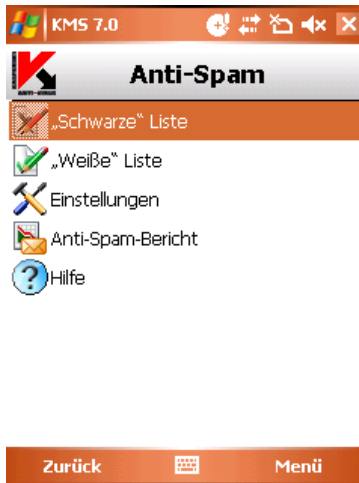 KMS 7.0
Anti-Spam
„Schwarze“ Liste
„Weiße“ Liste
Einstellungen
Anti-Spam-Bericht
Hilfe
Zurück
Menü